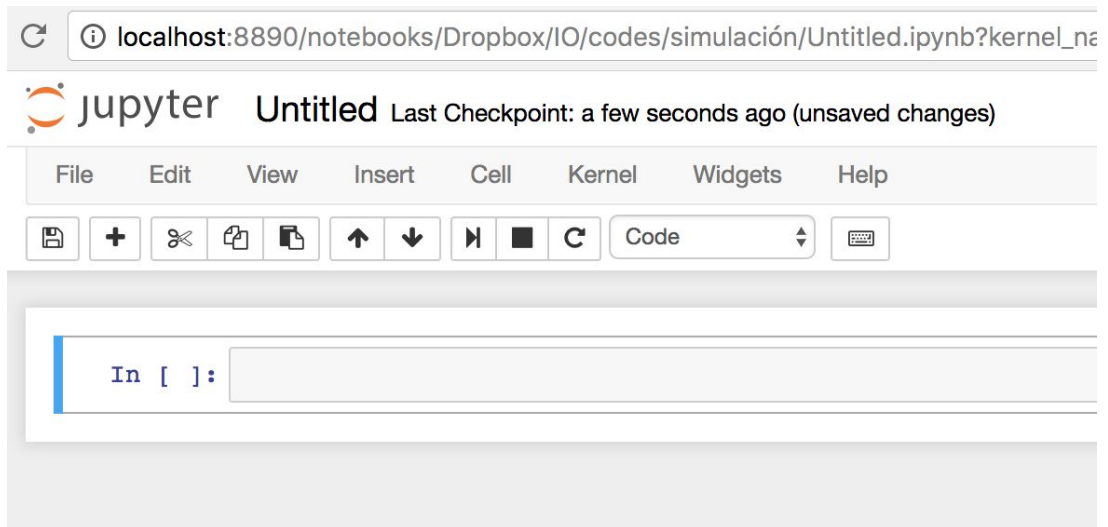 localhost:8890/notebooks/Dropbox/IO/codes/simulación/Untitled.ipynb?kernel_na
jupyter Untitled Last Checkpoint: a few seconds ago (unsaved changes)
File Edit View Insert Cell Kernel Widgets Help
Code
In [ ]: